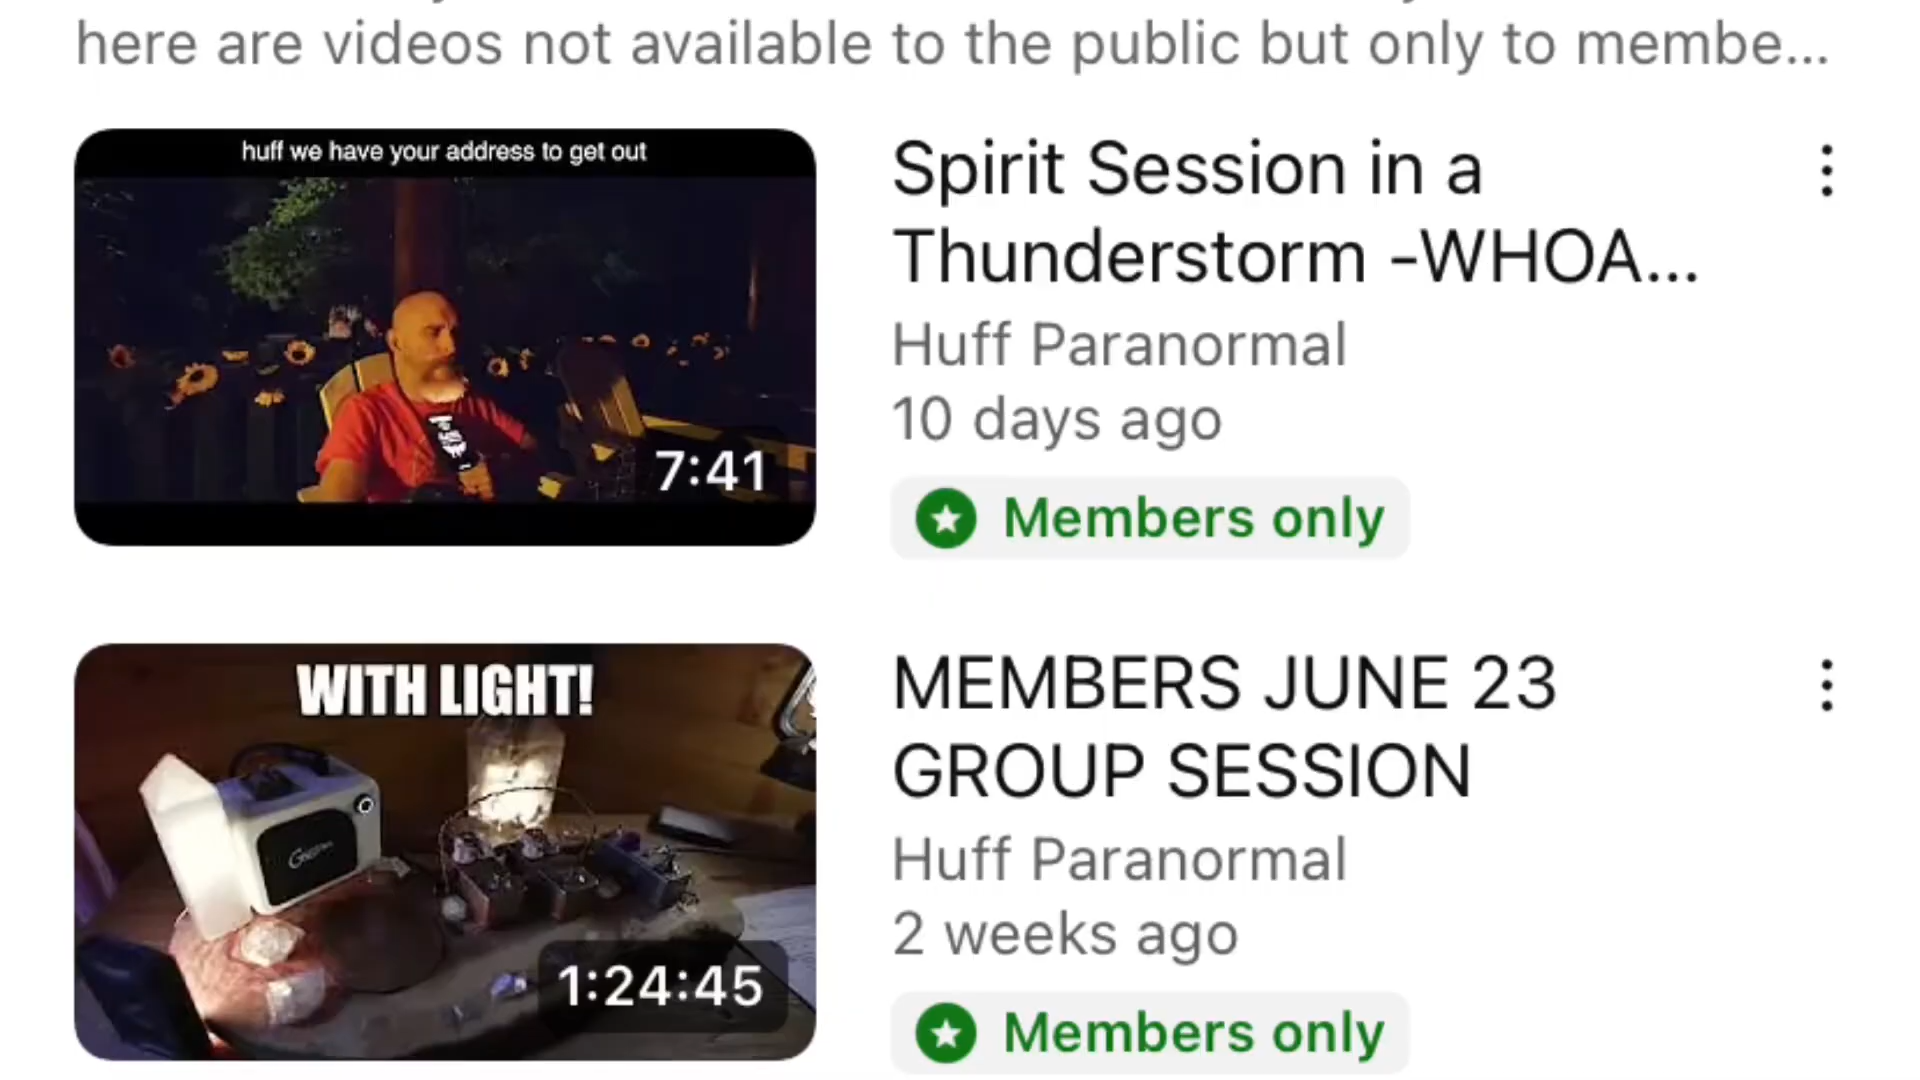 here are videos not available to the public but only to membe...
huff we have your address to get out
7:41
Spirit Session in a
Thunderstorm -WHOA...
Huff Paranormal
10 days ago
Members only
WITH LIGHT!
1:24:45
MEMBERS JUNE 23
GROUP SESSION
Huff Paranormal
2 weeks ago
Members only